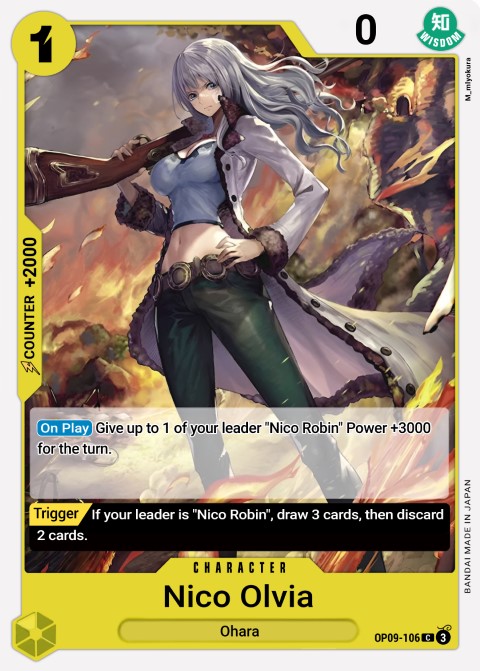 1
0
知
WISDOM
M_mlyokura
COUNTER +2000
On Play Give up to 1 of your leader "Nico Robin" Power +3000
for the turn.
Trigger If your leader is "Nico Robin", draw 3 cards, then discard
2 cards.
BANDAI MADE IN JAPAN
CHARACTER
Nico Olvia
Ohara
OP09-106 C 3